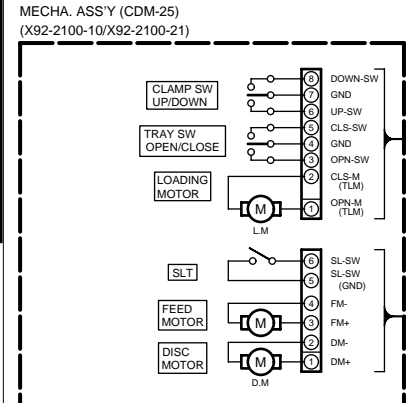 MECHA. ASS'Y (CDM-25)
(X92-2100-10/X92-2100-21)
CLAMP SW
UP/DOWN
8 DOWN-SW
7 GND
6 UP-SW
TRAY SW
OPEN/CLOSE
5 CLS-SW
4 GND
3 OPN-SW
LOADING
MOTOR
2 CLS-M
(TLM)
M
1 OPN-M
(TLM)
L.M
SLT
6 SL-SW
5 SL-SW
(GND)
FEED
MOTOR
4 FM-
M
3 FM+
DISC
MOTOR
2 DM-
M
1 DM+
D.M